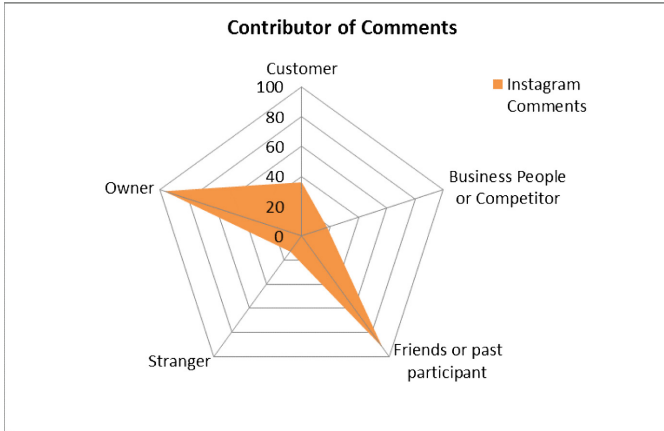 Contributor of Comments
Customer
100
80
60
40
20
0
Instagram
Comments
Business People
or Competitor
Owner
Stranger
Friends or past
participant